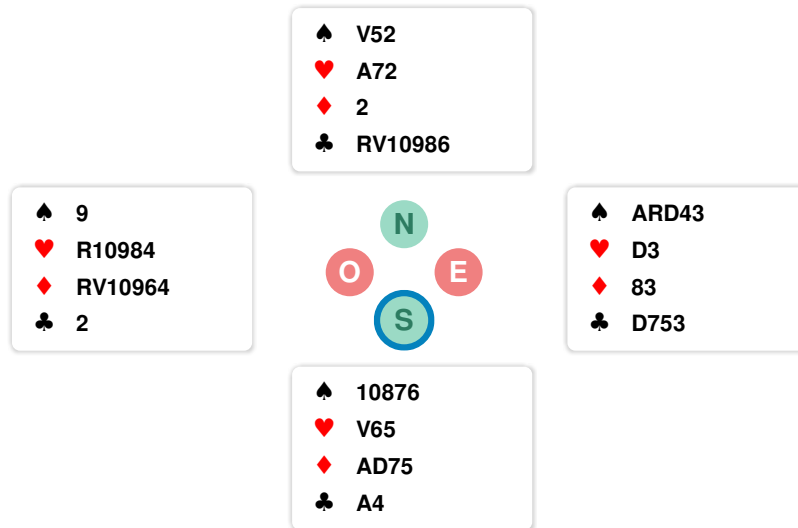 ♠ V52
♥ A72
♦ 2
♣ RV10986
♠ 9
♥ R10984
♦ RV10964
♣ 2
N
O
E
S
♠ ARD43
♥ D3
♦ 83
♣ D753
♠ 10876
♥ V65
♦ AD75
♣ A4